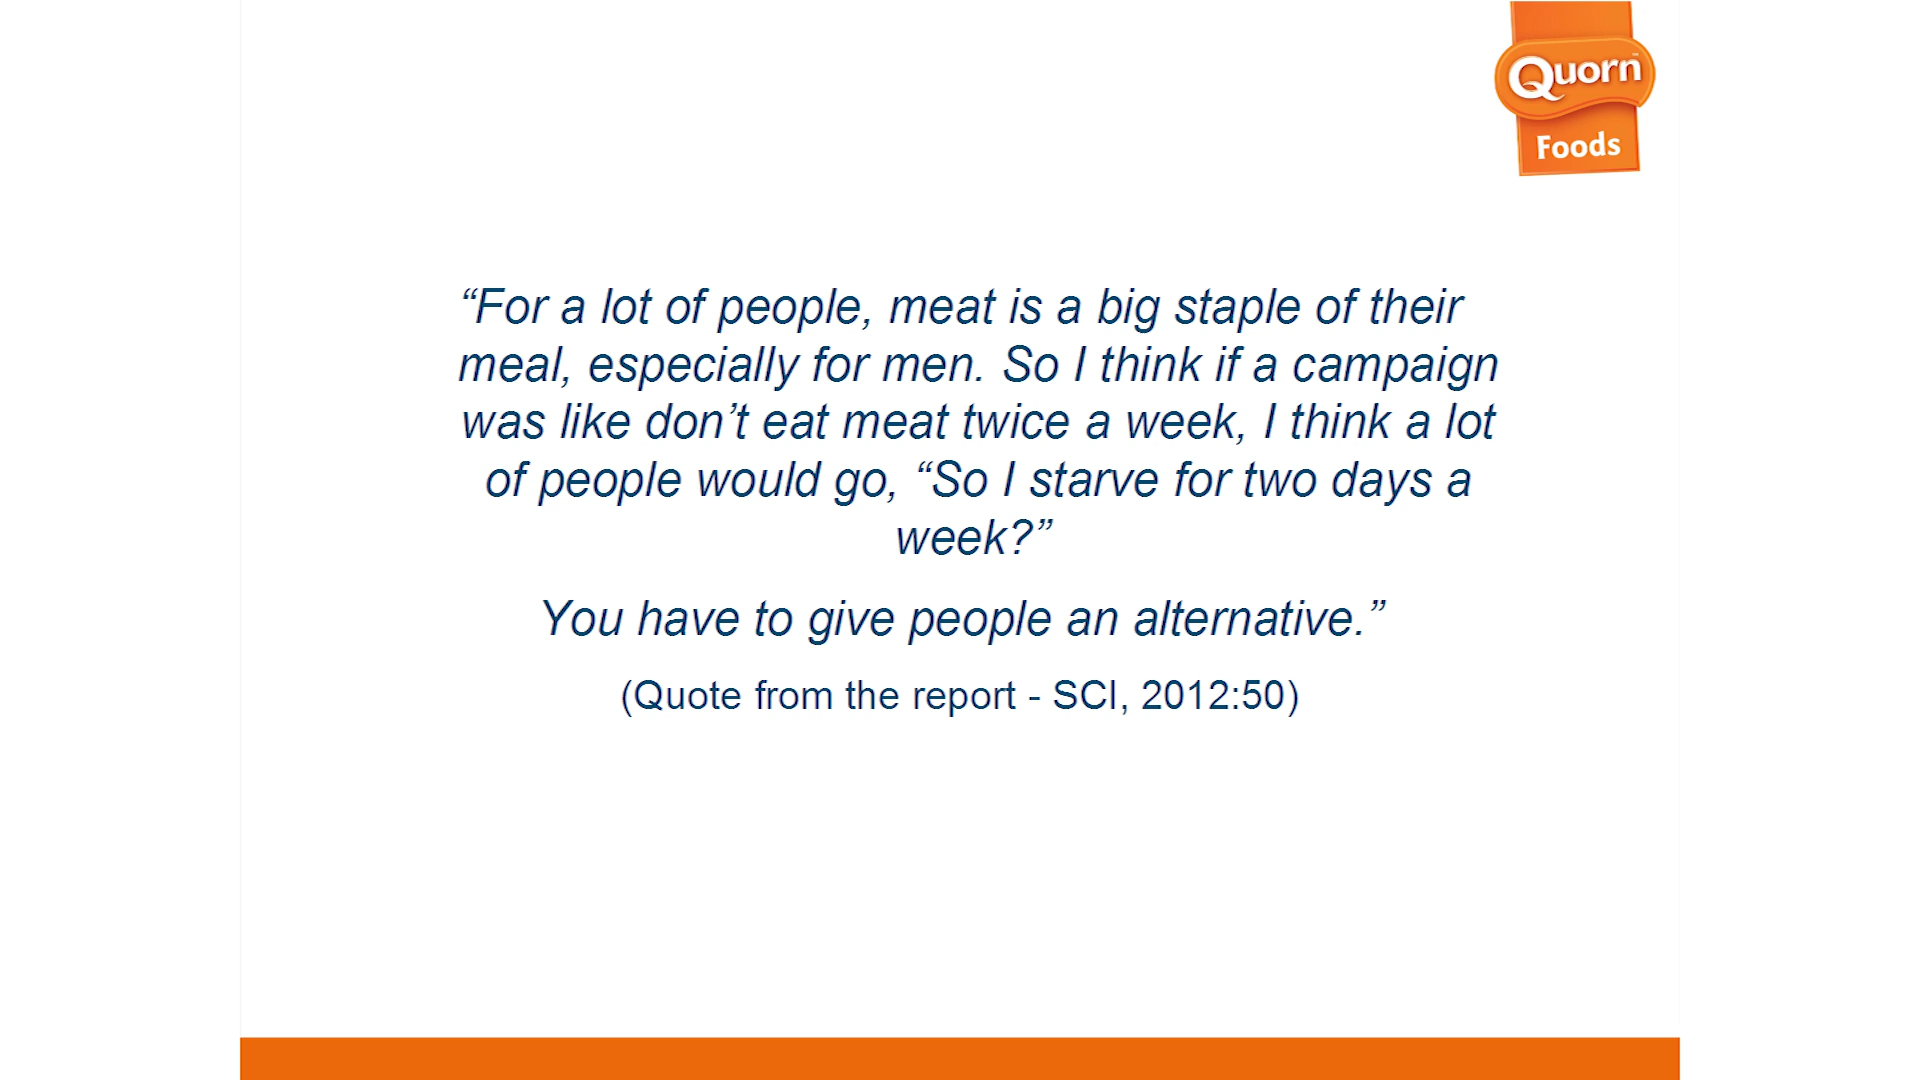 Quorn™
Foods
“For a lot of people, meat is a big staple of their
meal, especially for men. So I think if a campaign
was like don’t eat meat twice a week, I think a lot
of people would go, “So I starve for two days a
week?”
You have to give people an alternative.”
(Quote from the report - SCI, 2012:50)